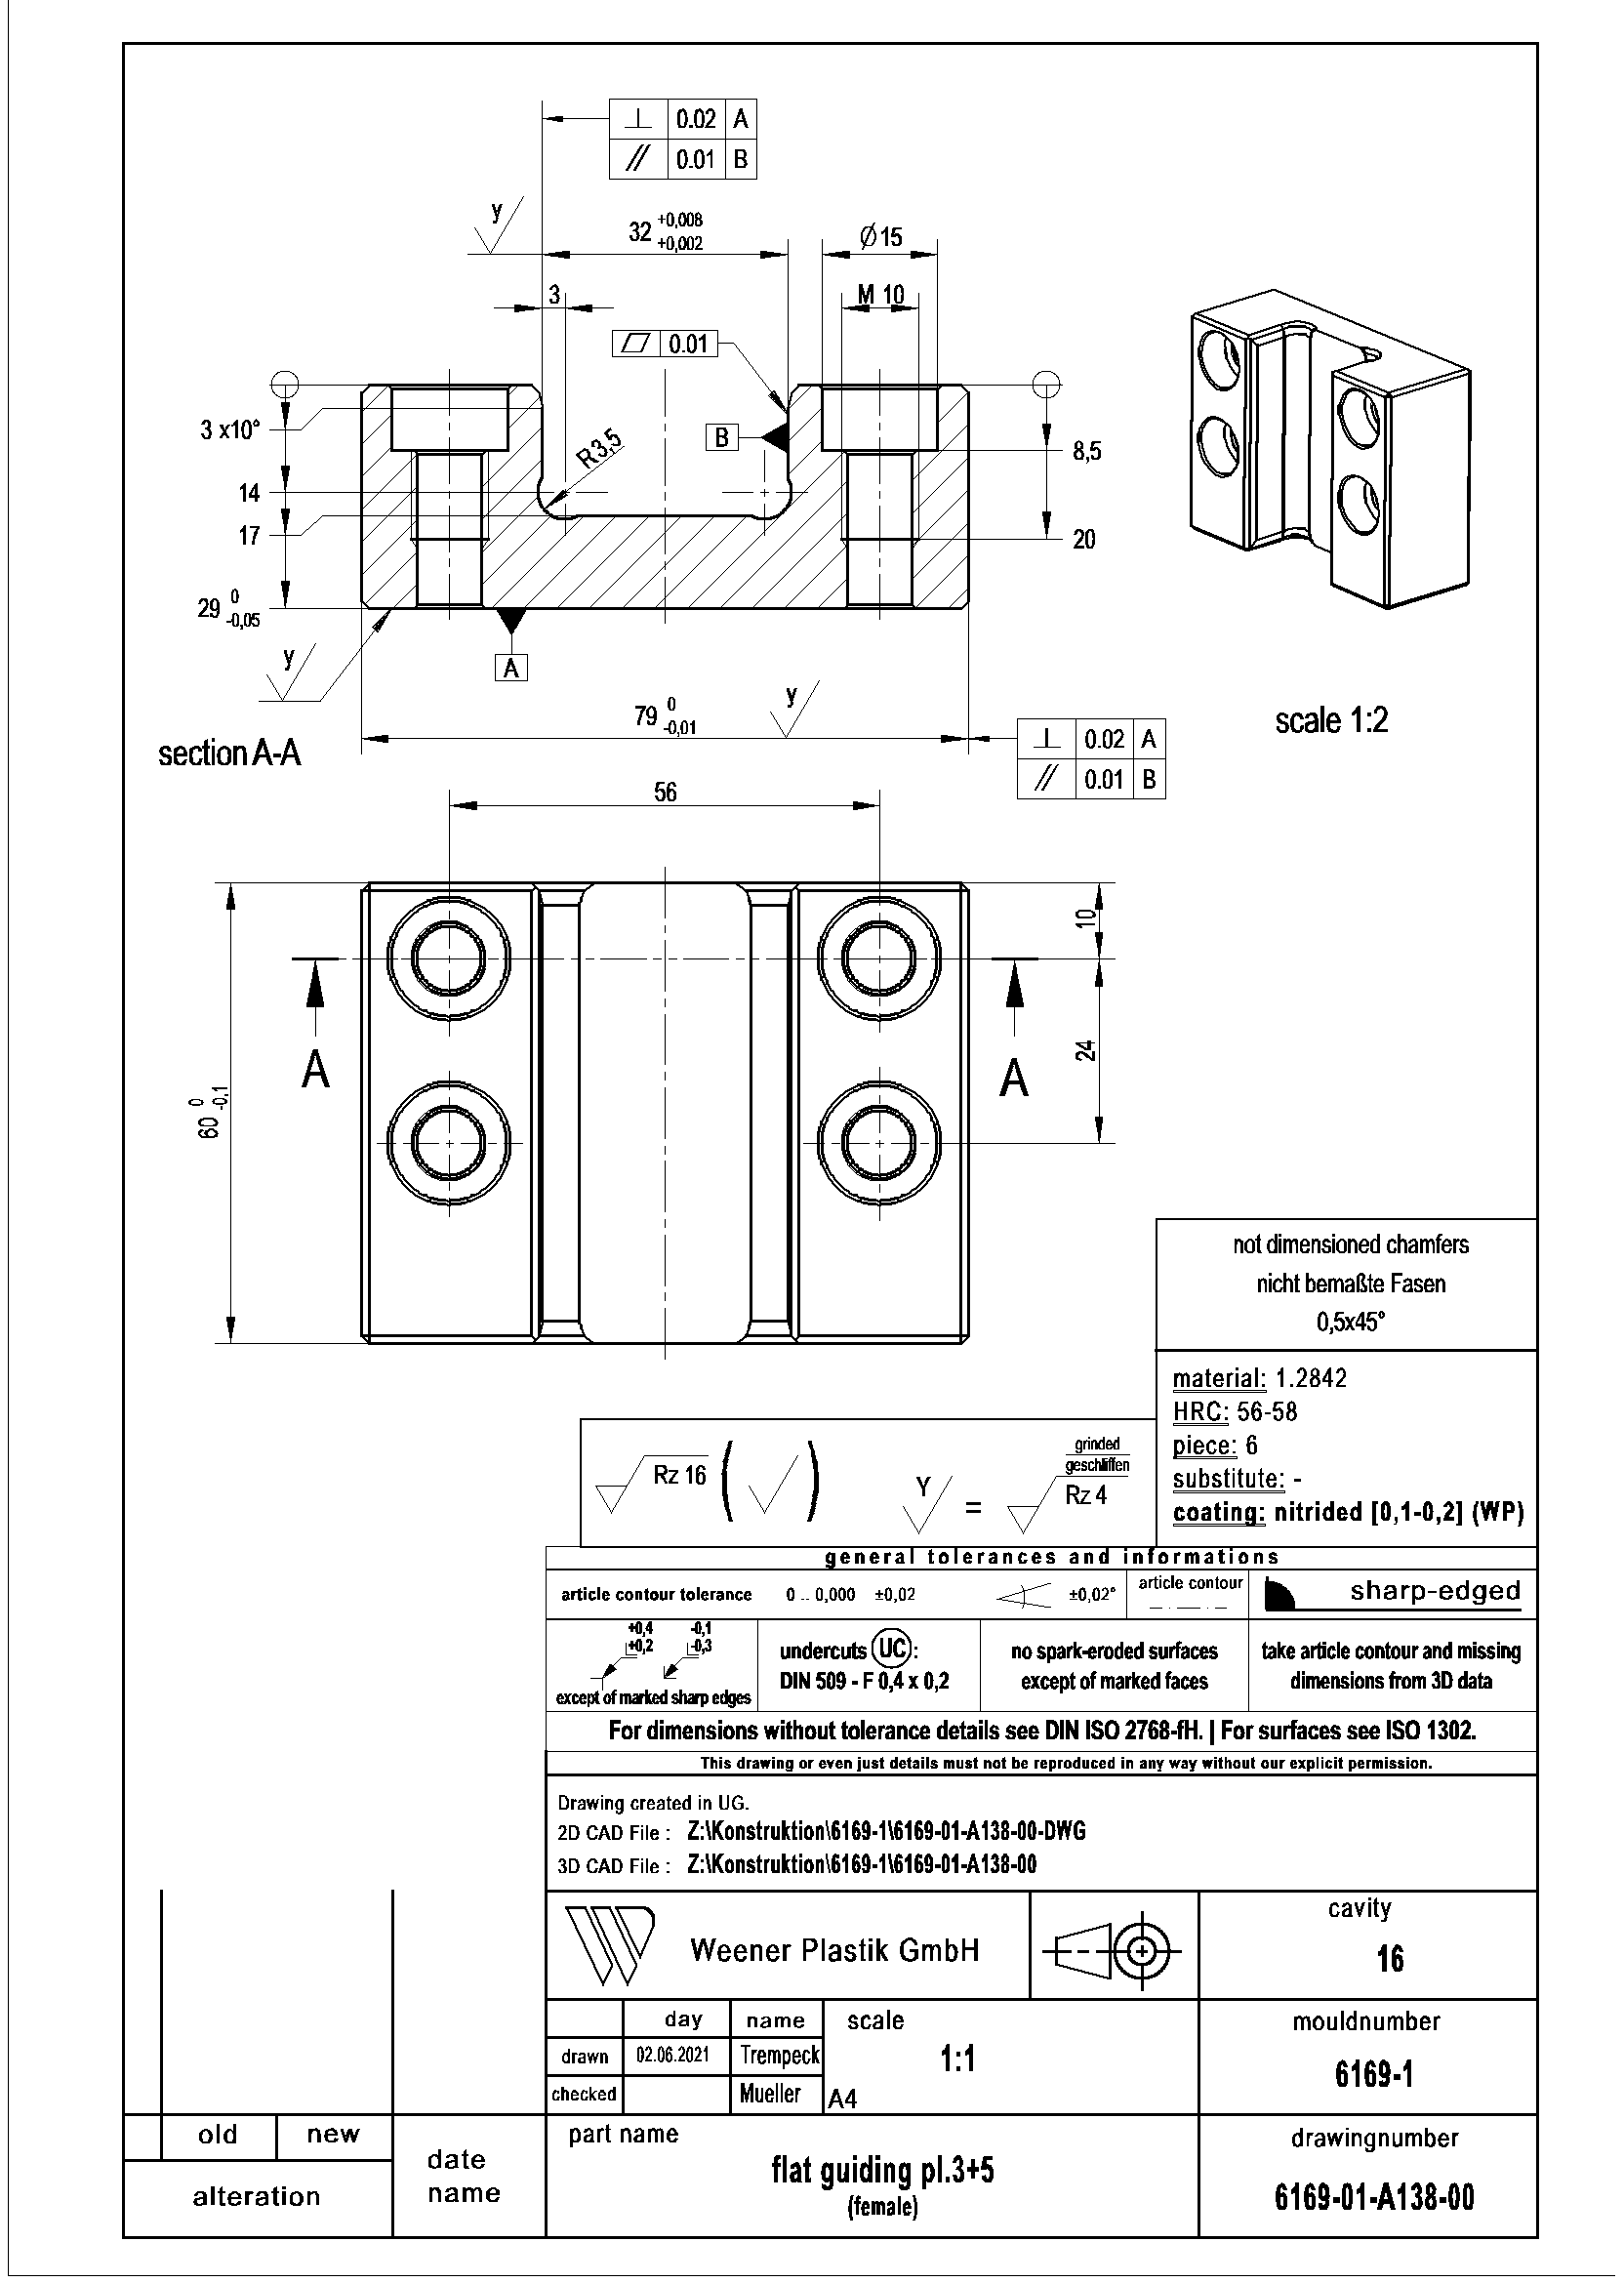 ⊥ 0.02 A
// 0.01 B
y
32 +0,008
+0,002
Ø15
3
M 10
0.01
3 x10°
B
R3,5
8,5
14
17
20
29 0
-0,05
y
A
79 0
-0,01
y
section A-A
scale 1:2
⊥ 0.02 A
// 0.01 B
56
10
24
A
A
60 0
-0,1
not dimensioned chamfers
nicht bemaßte Fasen
0,5x45°
material: 1.2842
HRC: 56-58
piece: 6
substitute: -
coating: nitrided [0,1-0,2] (WP)
Rz 16 ( ) Y = grinded
geschliffen
Rz 4
general tolerances and informations
article contour tolerance 0 .. 0,000 ±0,02 ±0,02° article contour sharp-edged
+0,4 -0,1
+0,2 -0,3
except of marked sharp edges
undercuts UC:
DIN 509 - F 0,4 x 0,2
no spark-eroded surfaces
except of marked faces
take article contour and missing
dimensions from 3D data
For dimensions without tolerance details see DIN ISO 2768-fH. | For surfaces see ISO 1302.
This drawing or even just details must not be reproduced in any way without our explicit permission.
Drawing created in UG.
2D CAD File : Z:\Konstruktion\6169-1\6169-01-A138-00-DWG
3D CAD File : Z:\Konstruktion\6169-1\6169-01-A138-00
Weener Plastik GmbH
cavity
16
day name scale
drawn 02.06.2021 Trempeck 1:1
checked Mueller A4
mouldnumber
6169-1
old new
alteration
date
name
part name
flat guiding pl.3+5
(female)
drawingnumber
6169-01-A138-00